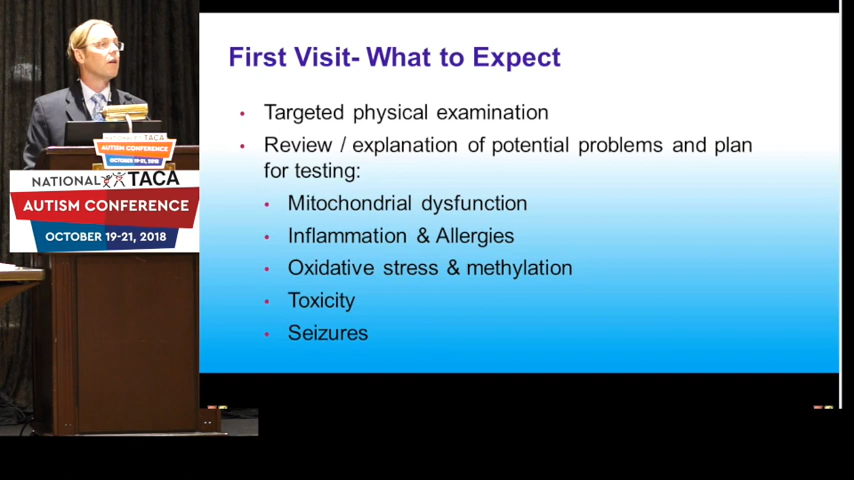 First Visit- What to Expect
• Targeted physical examination
• Review / explanation of potential problems and plan
for testing:
• Mitochondrial dysfunction
• Inflammation & Allergies
• Oxidative stress & methylation
• Toxicity
• Seizures
NATIONAL TACA
AUTISM CONFERENCE
OCTOBER 19-21, 2018
NATIONAL TACA
AUTISM CONFERENCE
OCTOBER 19-21, 2018